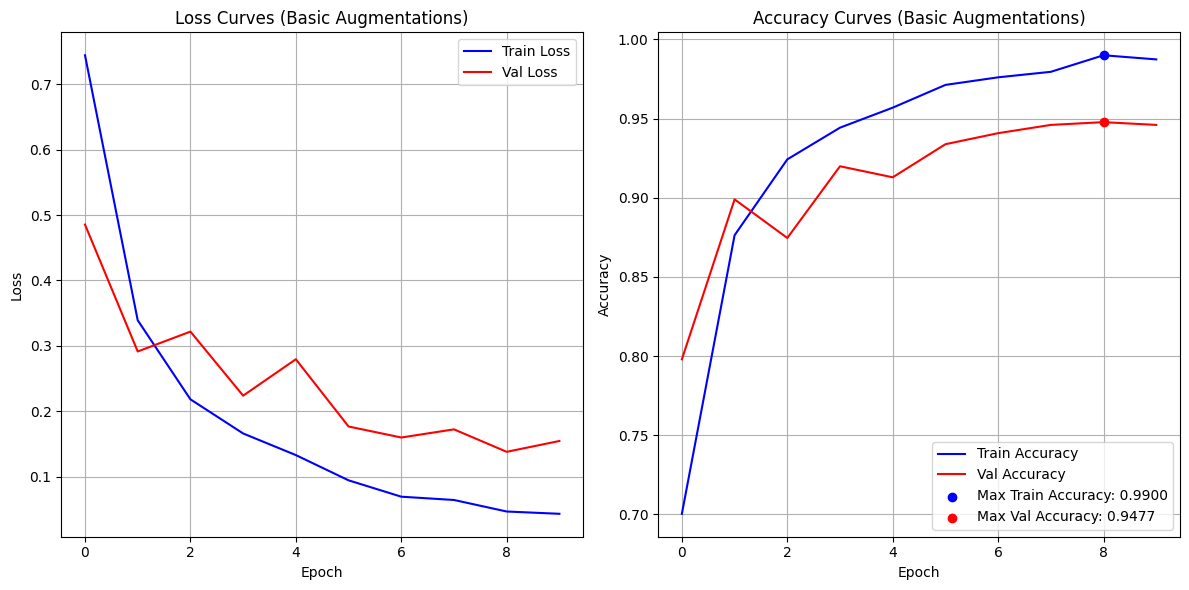 Loss Curves (Basic Augmentations)
Train Loss
Val Loss
0.7
0.6
0.5
0.4
0.3
0.2
0.1
Loss
0
2
4
6
8
Epoch
Accuracy Curves (Basic Augmentations)
1.00
0.95
0.90
0.85
0.80
0.75
0.70
Accuracy
Train Accuracy
Val Accuracy
Max Train Accuracy: 0.9900
Max Val Accuracy: 0.9477
0
2
4
6
8
Epoch